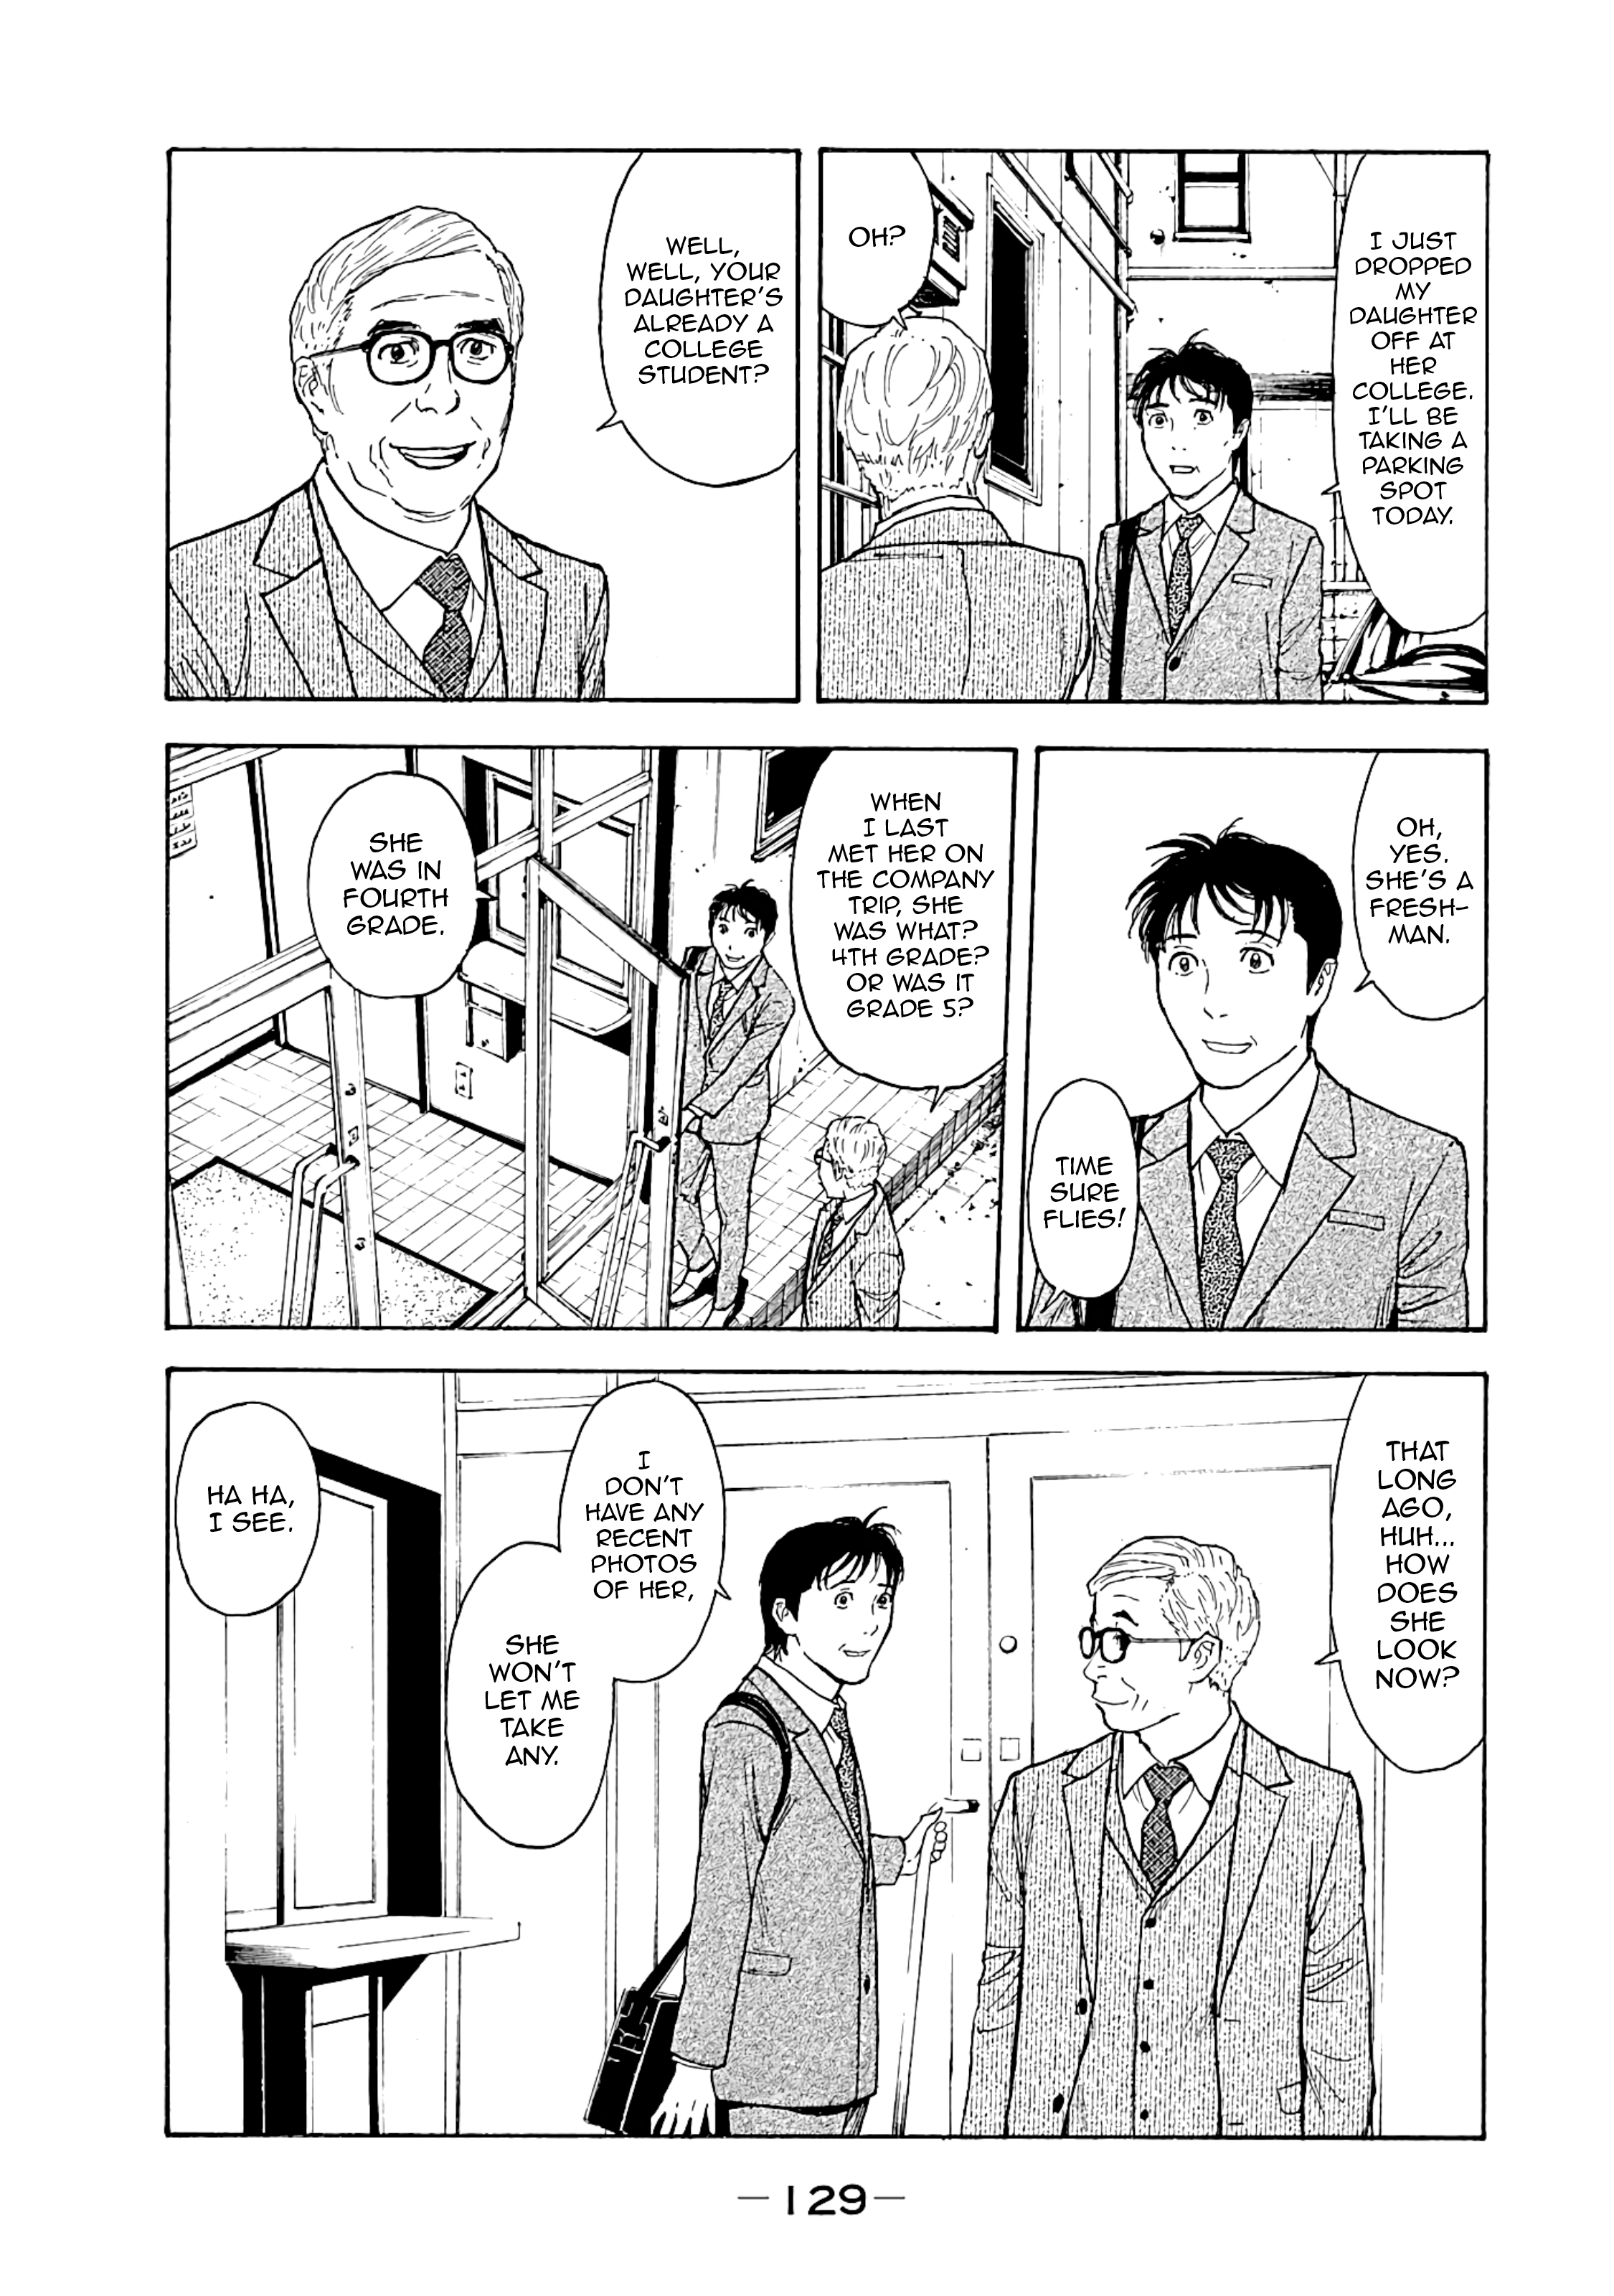 I JUST
DROPPED
MY
DAUGHTER
OFF AT
HER
COLLEGE.
I'LL BE
TAKING A
PARKING
SPOT
TODAY.
OH?
WELL,
WELL, YOUR
DAUGHTER'S
ALREADY A
COLLEGE
STUDENT?
OH,
YES.
SHE'S A
FRESH-
MAN.
TIME
SURE
FLIES!
WHEN
I LAST
MET HER ON
THE COMPANY
TRIP, SHE
WAS WHAT?
4TH GRADE?
OR WAS IT
GRADE 5?
SHE
WAS IN
FOURTH
GRADE.
THAT
LONG
AGO,
HUH...
HOW
DOES
SHE
LOOK
NOW?
I
DON'T
HAVE ANY
RECENT
PHOTOS
OF HER,
SHE
WON'T
LET ME
TAKE
ANY.
HA HA,
I SEE.
—129—